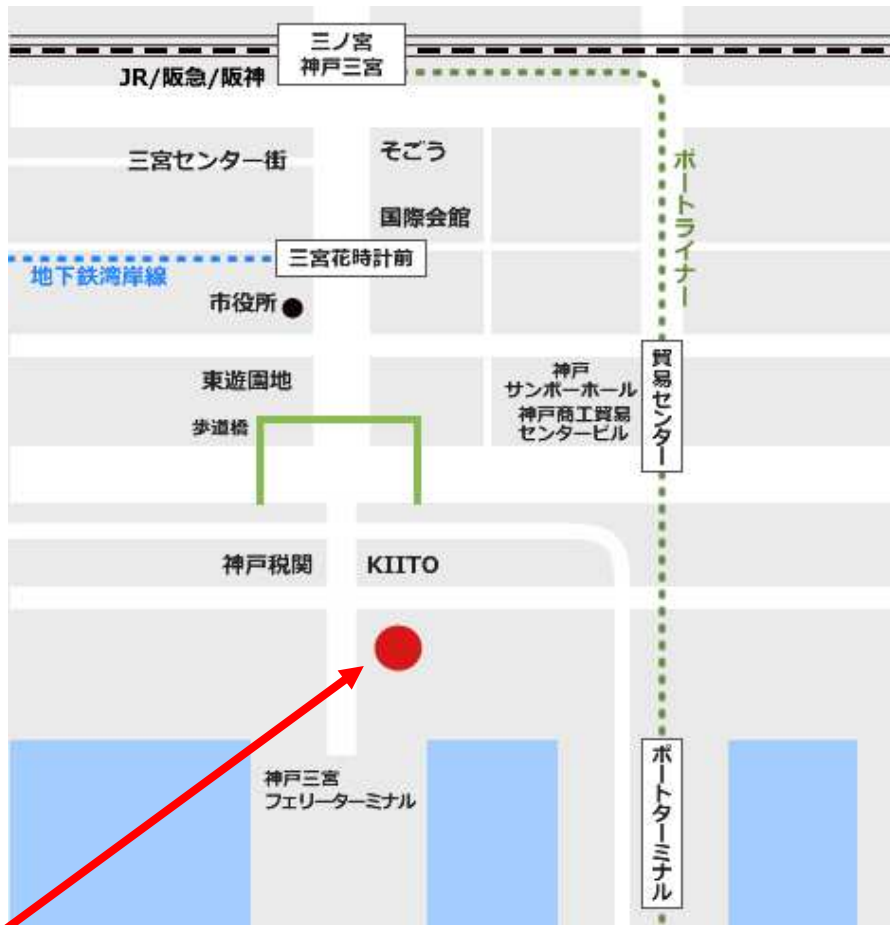 三ノ宮
神戸三宮
JR/阪急/阪神
三宮センター街
そごう
国際会館
ポートライナー
三宮花時計前
地下鉄湾岸線
市役所
東遊園地
神戸
サンボーホール
神戸商工貿易
センタービル
貿易センター
歩道橋
神戸税関
KIITO
神戸三宮
フェリーターミナル
ポートターミナル